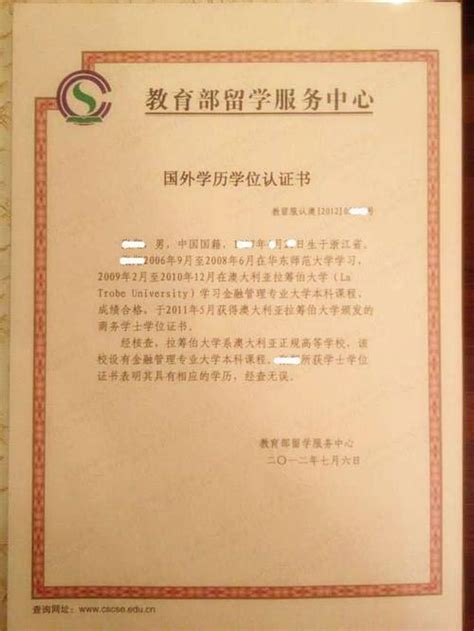 教育部留学服务中心
国外学历学位认证书
教留服认澳[2012]0 号
，男，中国国籍，1 年 月 日生于浙江省。
2006年9月至2008年6月在华东师范大学学习，
2009年2月至2010年12月在澳大利亚拉筹伯大学（La
Trobe University）学习金融管理专业大学本科课程，
成绩合格，于2011年5月获得澳大利亚拉筹伯大学颁发的
商务学士学位证书。
经核查，拉筹伯大学系澳大利亚正规高等学校，该
校设有金融管理专业大学本科课程。 所获学士学位
证书表明其具有相应的学历，经查无误。
教育部留学服务中心
二〇一二年七月六日
查询网址：www.cscse.edu.cn